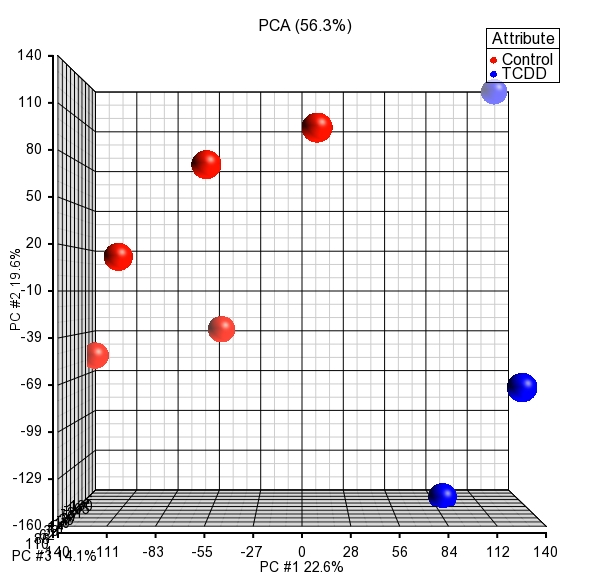 PCA (56.3%)
Attribute
Control
TCDD
140
110
80
50
20
-10
-39
-69
-99
-129
-160
PC #2 19.6%
-140 -111 -83 -55 -27 0 28 56 84 112 140
PC #3 14.1%
PC #1 22.6%